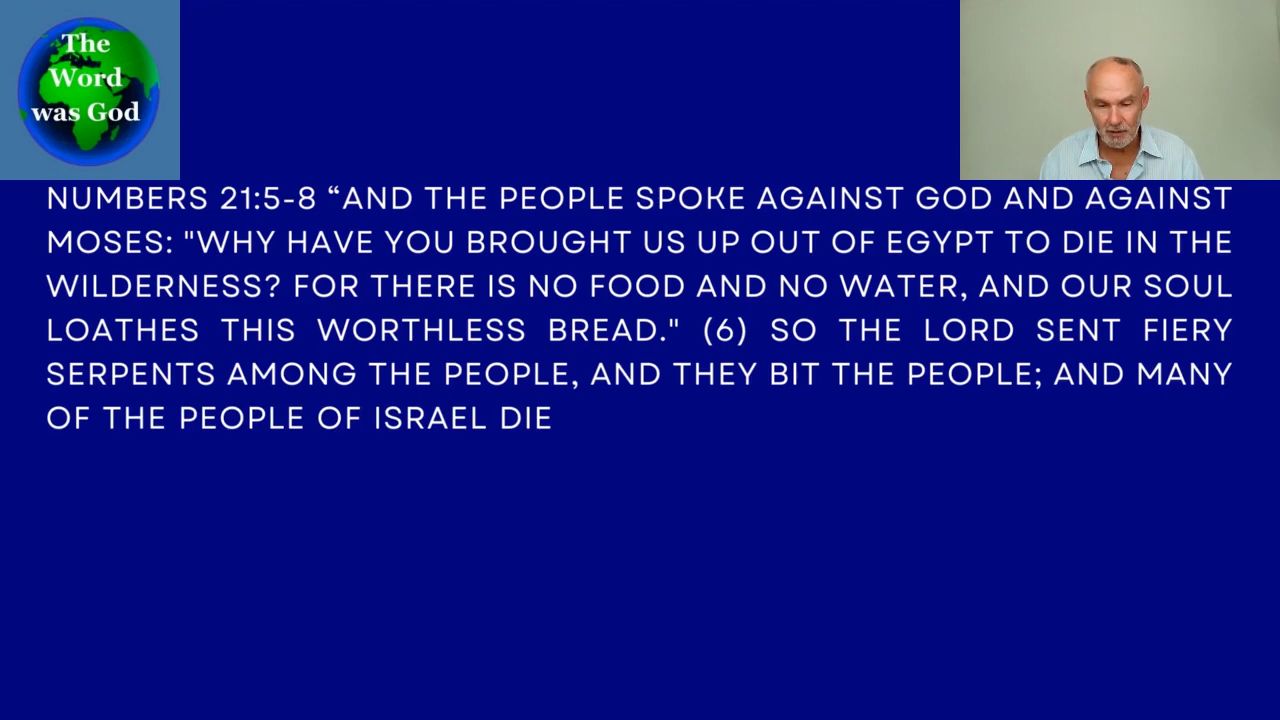 The
Word
was God
NUMBERS 21:5-8 “AND THE PEOPLE SPOKE AGAINST GOD AND AGAINST
MOSES: "WHY HAVE YOU BROUGHT US UP OUT OF EGYPT TO DIE IN THE
WILDERNESS? FOR THERE IS NO FOOD AND NO WATER, AND OUR SOUL
LOATHES THIS WORTHLESS BREAD." (6) SO THE LORD SENT FIERY
SERPENTS AMONG THE PEOPLE, AND THEY BIT THE PEOPLE; AND MANY
OF THE PEOPLE OF ISRAEL DIE